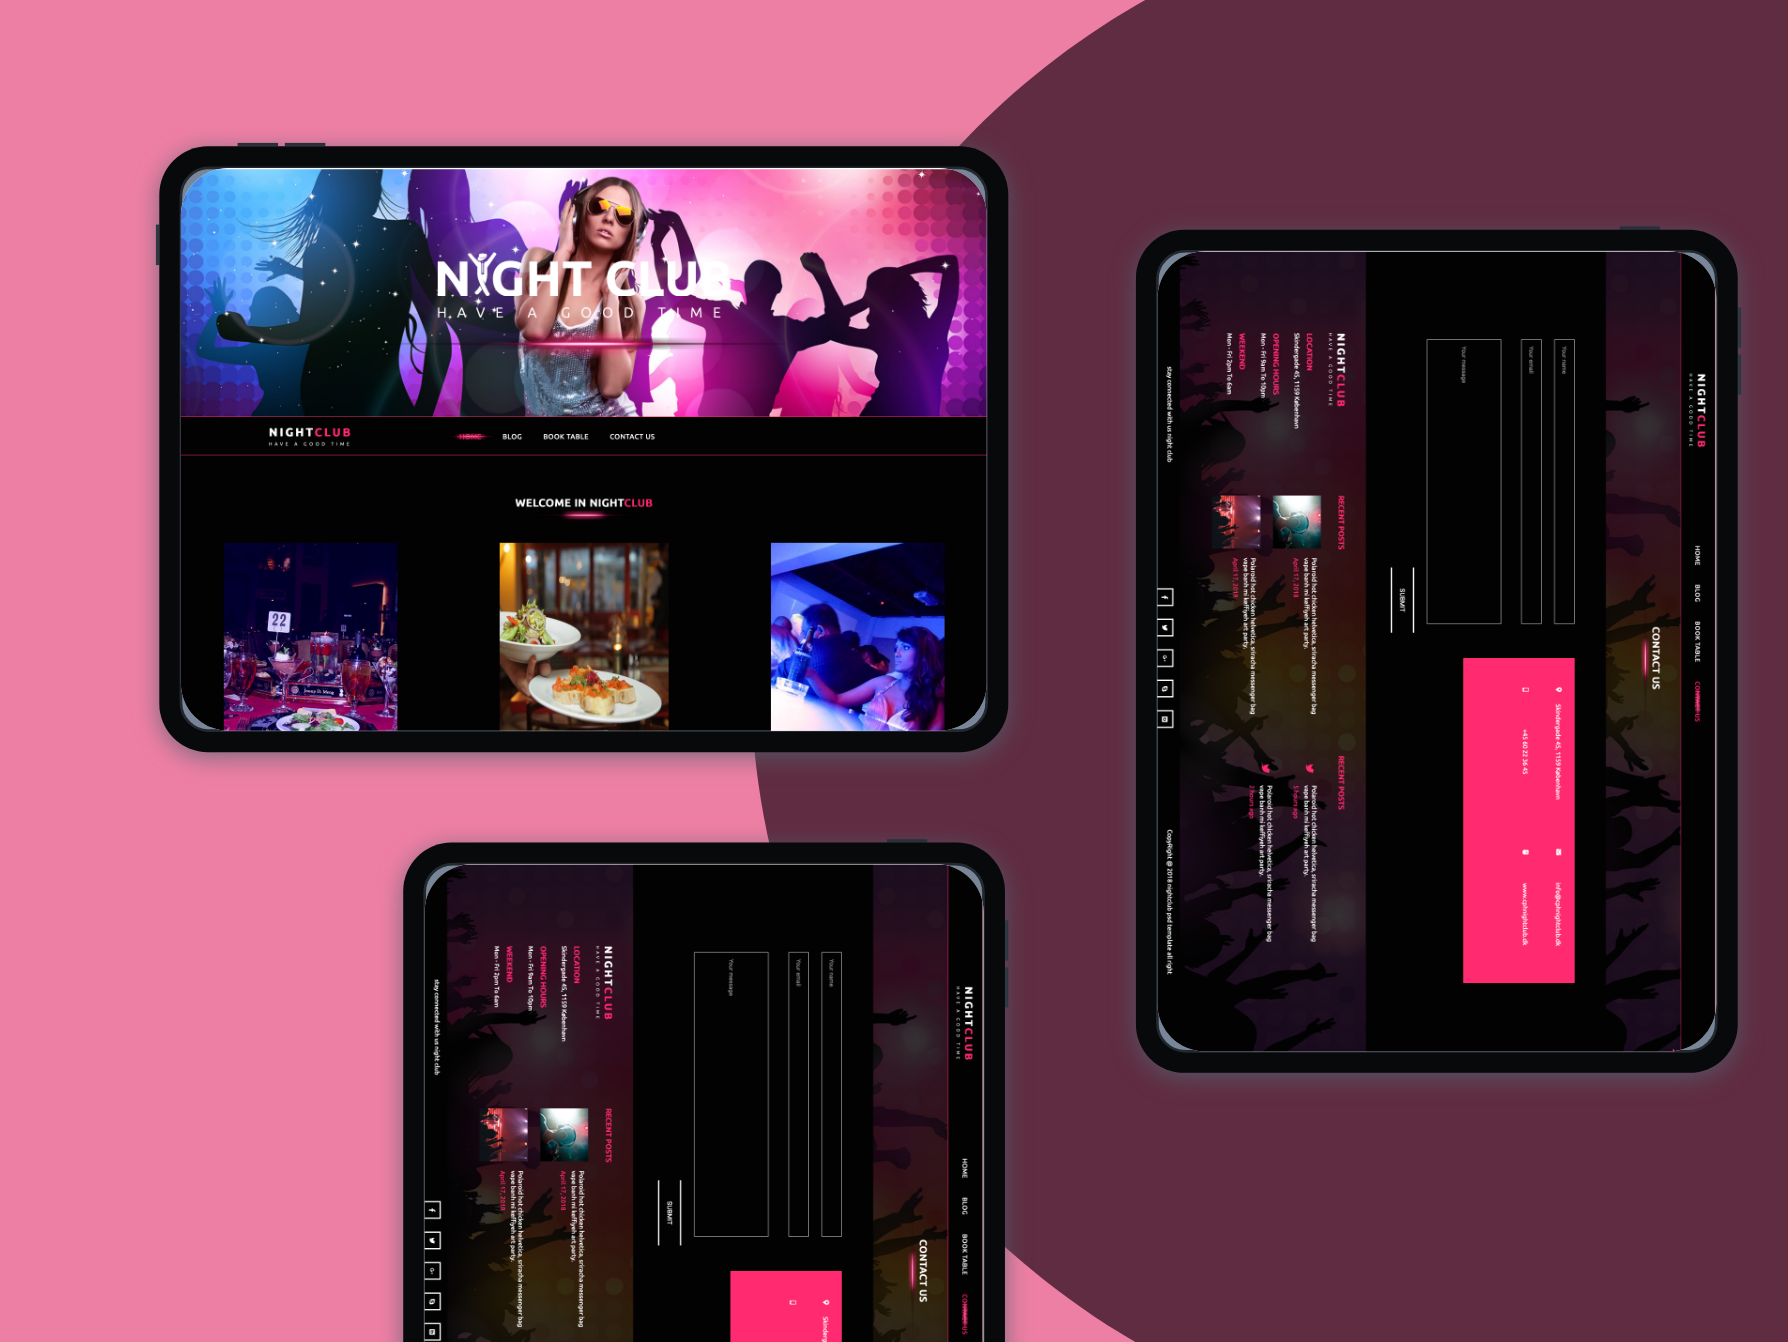 NIGHT CLUB
HAVE A GOOD TIME
NIGHTCLUB
HAVE A GOOD TIME
HOME
BLOG
BOOK TABLE
CONTACT US
WELCOME IN NIGHTCLUB
22
NIGHTCLUB
HAVE A GOOD TIME
HOME
BLOG
BOOK TABLE
CONTACT US
CONTACT US
Your name
Your email
Your message
SUBMIT
Skindergade 45, 1159 København
info@cphnightclub.dk
+45 60 22 36 45
www.cphnightclub.dk
NIGHTCLUB
HAVE A GOOD TIME
LOCATION
Skindergade 45, 1159 København
OPENING HOURS
Mon - Fri 9am To 10pm
WEEKEND
Mon - Fri 2pm To 6am
RECENT POSTS
Polaroid hot chicken helvetica, sriracha messenger bag
vape banh mi keffiyeh art party.
April 17, 2018
Polaroid hot chicken helvetica, sriracha messenger bag
vape banh mi keffiyeh art party.
April 17, 2018
RECENT POSTS
Polaroid hot chicken helvetica, sriracha messenger bag
vape banh mi keffiyeh art party.
5 hours ago
Polaroid hot chicken helvetica, sriracha messenger bag
vape banh mi keffiyeh art party.
2 hours ago
stay connected with us night club
CopyRight @ 2018 nightclub psd template all right
NIGHTCLUB
HAVE A GOOD TIME
HOME
BLOG
BOOK TABLE
CONTACT US
CONTACT US
Your name
Your email
Your message
SUBMIT
Skinderg
NIGHTCLUB
HAVE A GOOD TIME
LOCATION
Skindergade 45, 1159 København
OPENING HOURS
Mon - Fri 9am To 10pm
WEEKEND
Mon - Fri 2pm To 6am
RECENT POSTS
Polaroid hot chicken helvetica, sriracha messenger bag
vape banh mi keffiyeh art party.
April 17, 2018
Polaroid hot chicken helvetica, sriracha messenger bag
vape banh mi keffiyeh art party.
April 17, 2018
stay connected with us night club